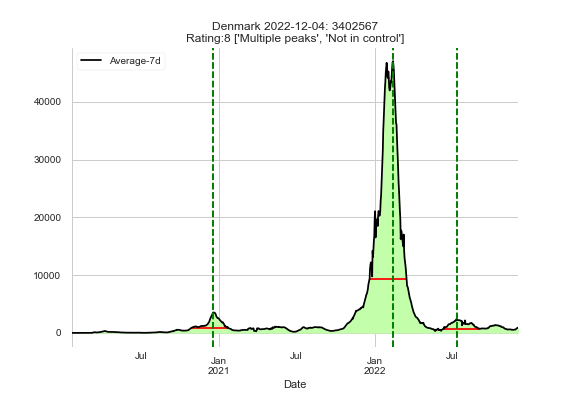 Denmark 2022-12-04: 3402567
Rating:8 ['Multiple peaks', 'Not in control']
Average-7d
40000
30000
20000
10000
0
Jul
Jan
2021
Jul
Jan
2022
Jul
Date